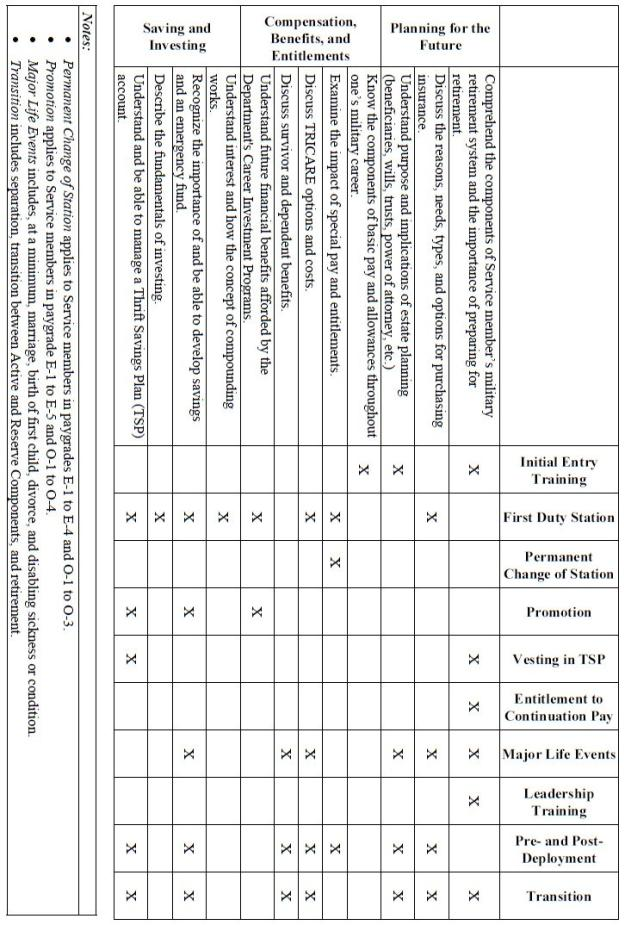 Initial Entry
Training
First Duty Station
Permanent
Change of Station
Promotion
Vesting in TSP
Entitlement to
Continuation Pay
Major Life Events
Leadership
Training
Pre- and Post-
Deployment
Transition
Planning for the
Future
Comprehend the components of Service member's military
retirement system and the importance of preparing for
retirement.
X X X X X X
Discuss the reasons, needs, types, and options for purchasing
insurance.
X X X X
Understand purpose and implications of estate planning
(beneficiaries, wills, trusts, power of attorney, etc.)
X X X X
Compensation,
Benefits, and
Entitlements
Know the components of basic pay and allowances throughout
one's military career.
X
Examine the impact of special pay and entitlements.
X X X
Discuss TRICARE options and costs.
X X X X
Discuss survivor and dependent benefits.
X X X
Understand future financial benefits afforded by the
Department's Career Investment Programs.
X X
Saving and
Investing
Understand interest and how the concept of compounding
works.
X
Recognize the importance of and be able to develop savings
and an emergency fund.
X X X X X
Describe the fundamentals of investing.
X
Understand and be able to manage a Thrift Savings Plan (TSP)
account
X X X X X
Notes:
• Permanent Change of Station applies to Service members in paygrades E-1 to E-4 and O-1 to O-3.
• Promotion applies to Service members in paygrade E-1 to E-5 and O-1 to O-4.
• Major Life Events includes, at a minimum, marriage, birth of first child, divorce, and disabling sickness or condition.
• Transition includes separation, transition between Active and Reserve Components, and retirement.